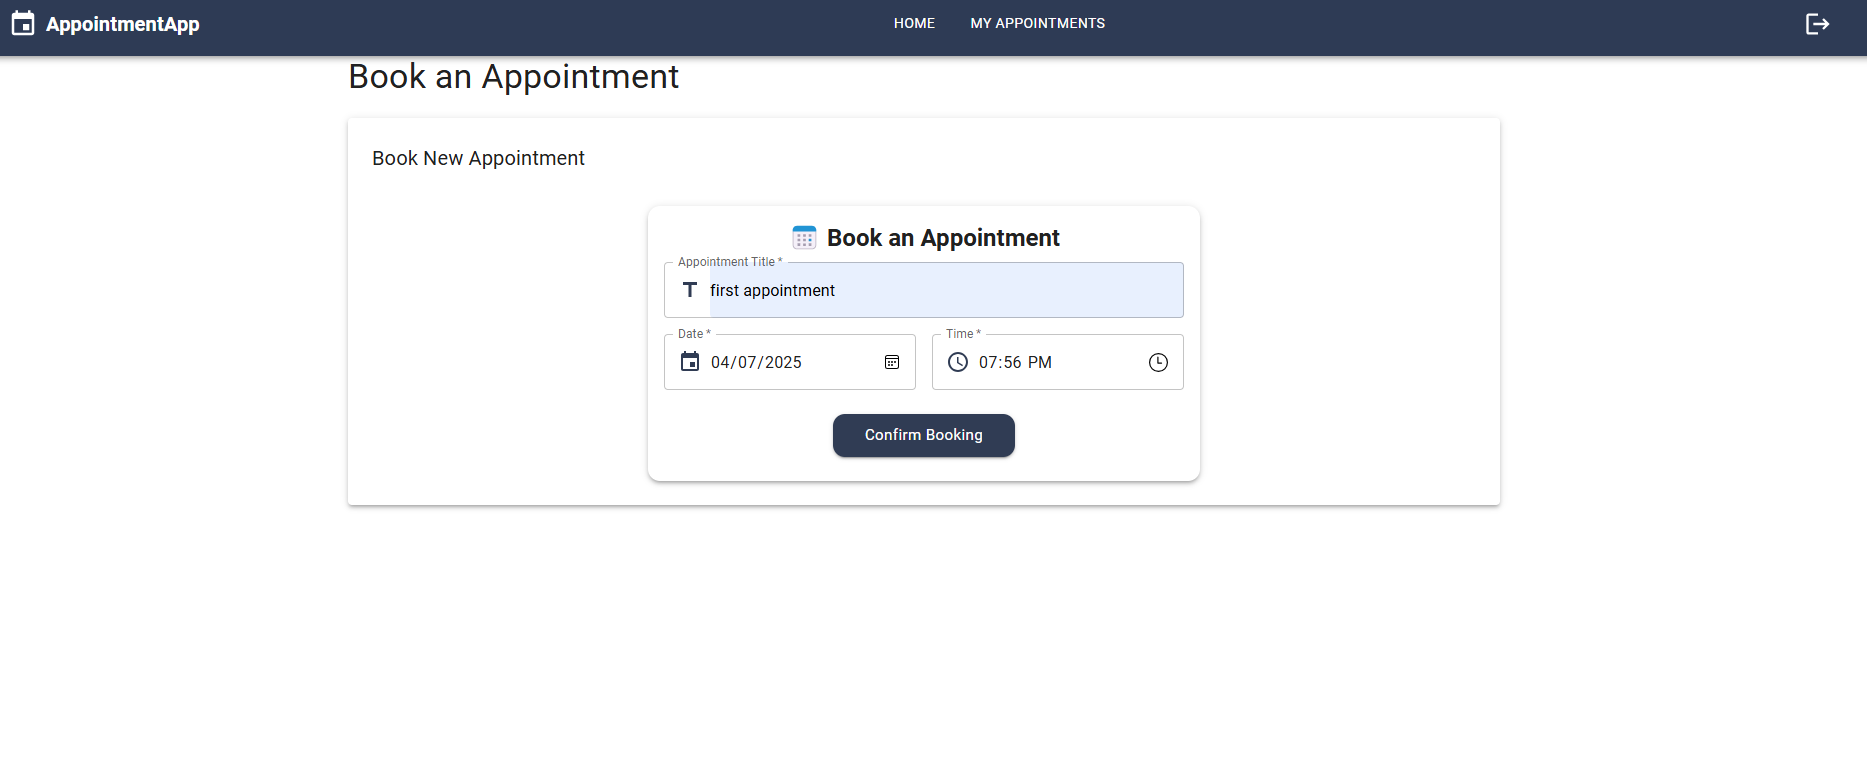 AppointmentApp
HOME
MY APPOINTMENTS
Book an Appointment
Book New Appointment
Book an Appointment
Appointment Title *
first appointment
Date *
04/07/2025
Time *
07:56 PM
Confirm Booking